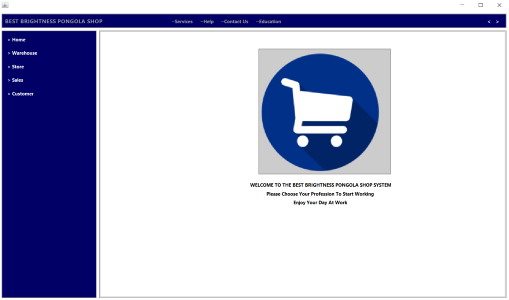 BEST BRIGHTNESS PONGOLA SHOP
~Services ~Help ~Contact Us ~Education < >
> Home
> Warehouse
> Store
> Sales
> Customer
WELCOME TO THE BEST BRIGHTNESS PONGOLA SHOP SYSTEM
Please Choose Your Profession To Start Working
Enjoy Your Day At Work